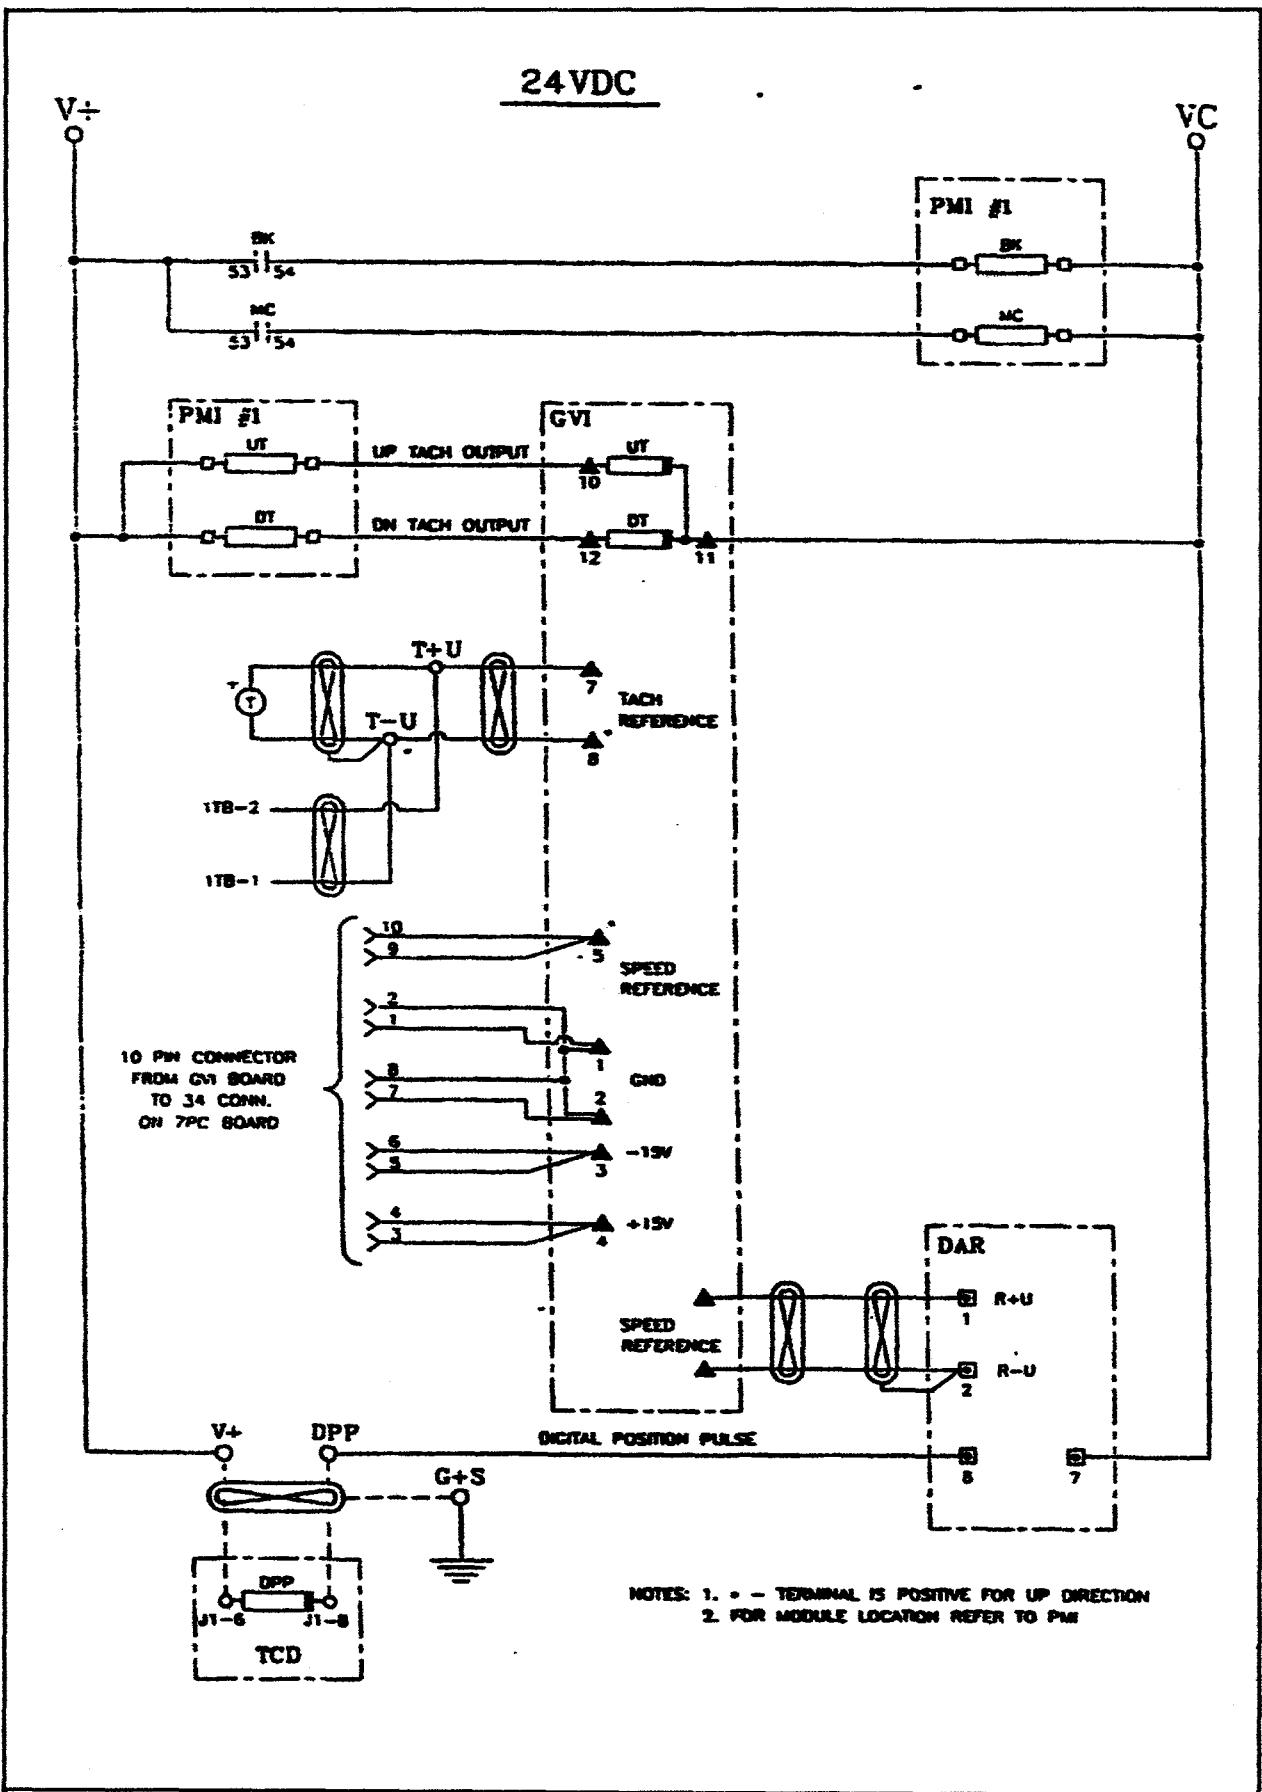 24VDC
V+
VC
PMI #1
BK
53 54
BK
MC
53 54
MC
PMI #1
GVI
UT
UP TACH OUTPUT
UT
10
DT
DN TACH OUTPUT
DT
12
11
T+U
+
T
7
TACH
REFERENCE
T-U
*
8
1TB-2
1TB-1
10
9
*
5
SPEED
REFERENCE
2
1
1
8
7
GND
2
6
5
-15V
3
4
3
+15V
4
10 PIN CONNECTOR
FROM GVI BOARD
TO J4 CONN.
ON 7PC BOARD
DAR
R+U
1
SPEED
REFERENCE
R-U
2
V+
DPP
DIGITAL POSITION PULSE
8
7
G+S
DPP
J1-6
J1-8
TCD
NOTES: 1. * - TERMINAL IS POSITIVE FOR UP DIRECTION
2. FOR MODULE LOCATION REFER TO PMI